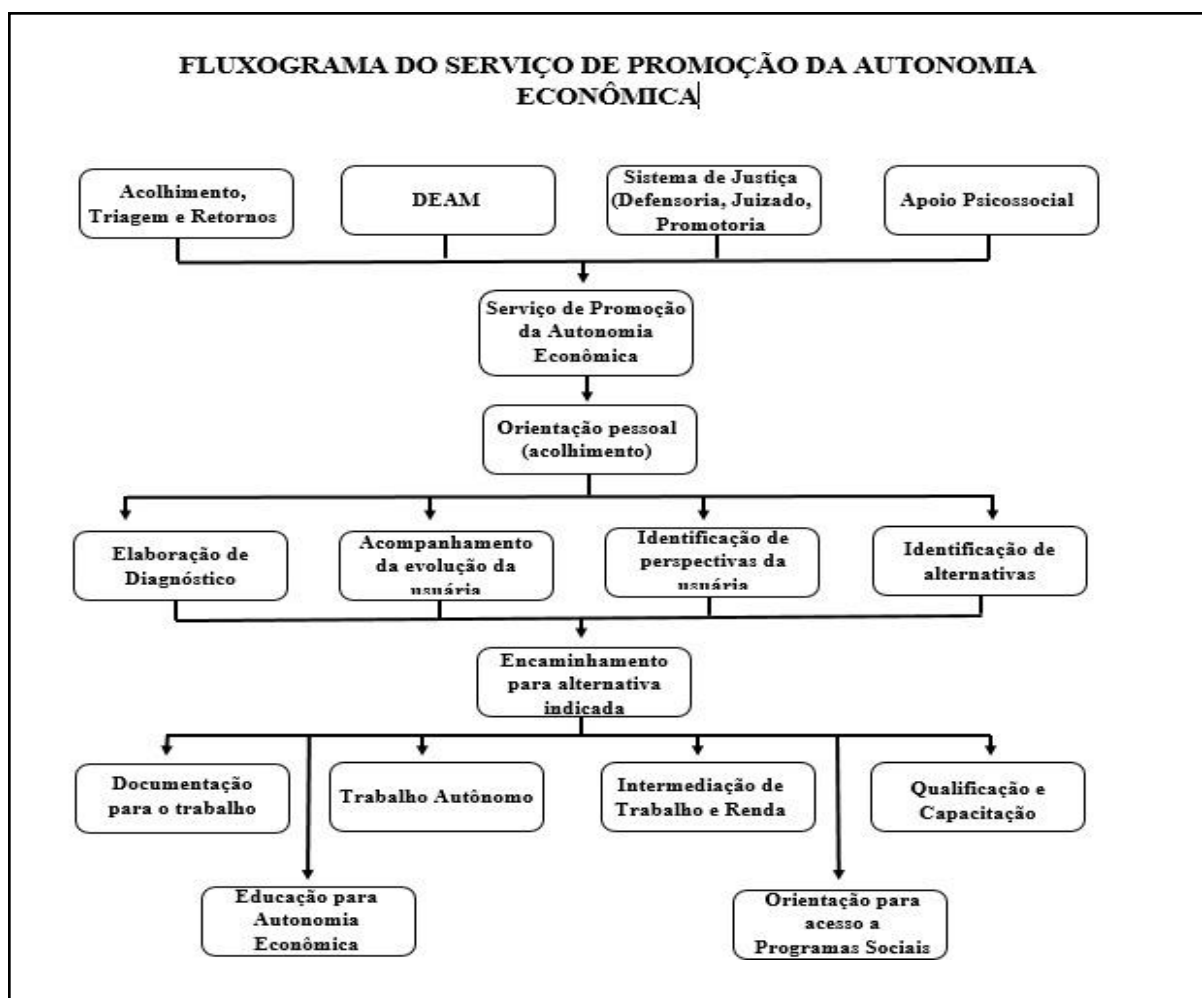 FLUXOGRAMA DO SERVIÇO DE PROMOÇÃO DA AUTONOMIA
ECONÔMICA
Acolhimento,
Triagem e Retornos
DEAM
Sistema de Justiça
(Defensoria, Juizado,
Promotoria
Apoio Psicossocial
Serviço de Promoção
da Autonomia
Econômica
Orientação pessoal
(acolhimento)
Elaboração de
Diagnóstico
Acompanhamento
da evolução da
usuária
Identificação de
perspectivas da
usuária
Identificação de
alternativas
Encaminhamento
para alternativa
indicada
Documentação
para o trabalho
Trabalho Autônomo
Intermediação de
Trabalho e Renda
Qualificação e
Capacitação
Educação para
Autonomia
Econômica
Orientação para
acesso a
Programas Sociais